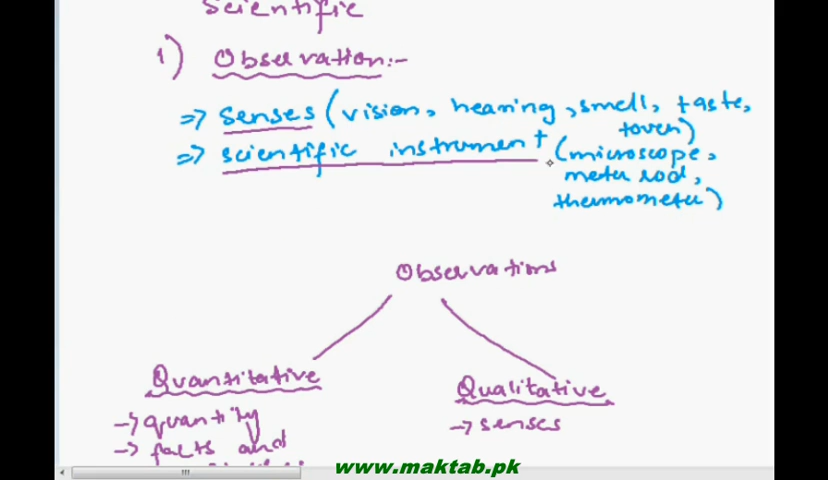 Scientific
1) Observation:-
=> senses (vision, hearing, smell, taste,
touch)
=> scientific instrument (microscope,
meter rod,
thermometer)
Observations
Quantitative
Qualitative
-> quantity
-> senses
-> facts and
www.maktab.pk